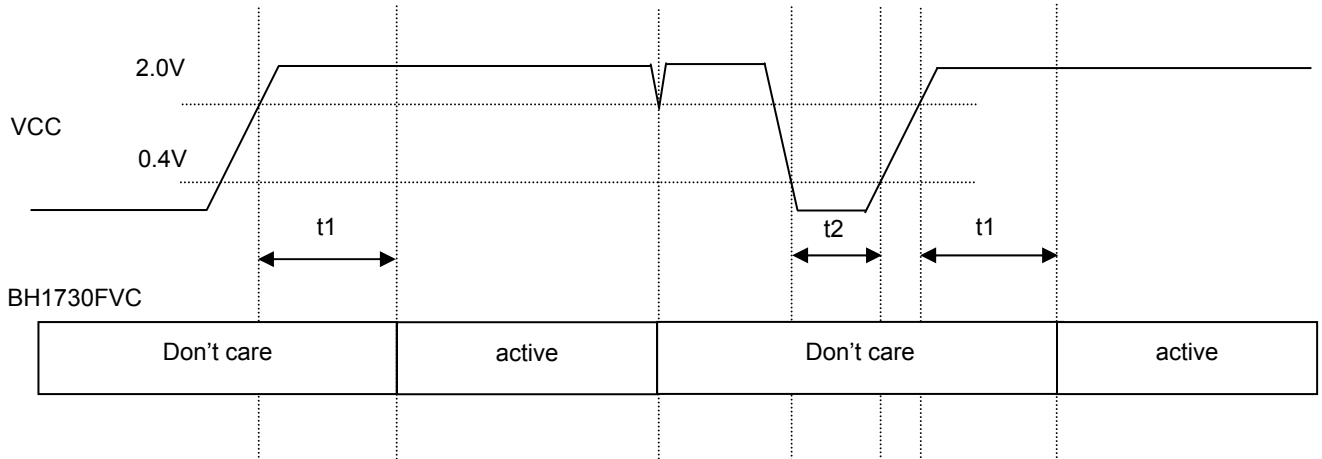 2.0V
VCC
0.4V
t1
t2
t1
BH1730FVC
Don’t care
active
Don’t care
active